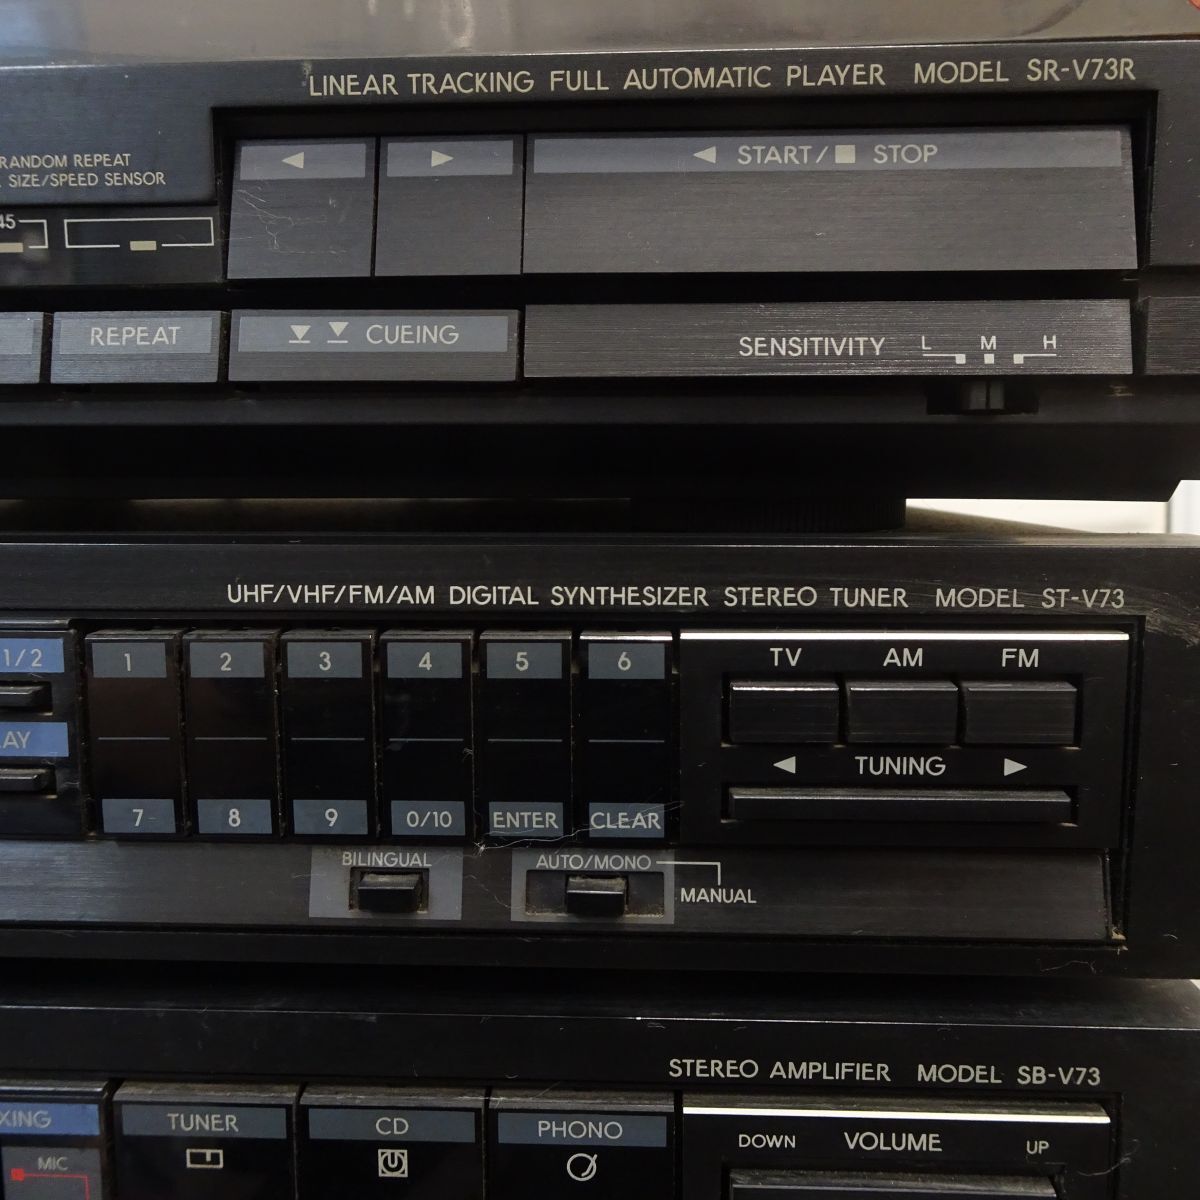 LINEAR TRACKING FULL AUTOMATIC PLAYER MODEL SR-V73R
RANDOM REPEAT
SIZE/SPEED SENSOR
◀ ▶ ◀ START/■ STOP
45
REPEAT
CUEING
SENSITIVITY L M H
UHF/VHF/FM/AM DIGITAL SYNTHESIZER STEREO TUNER MODEL ST-V73
1/2
1 2 3 4 5 6
TV AM FM
◀ TUNING ▶
7 8 9 0/10 ENTER CLEAR
BILINGUAL
AUTO/MONO
MANUAL
STEREO AMPLIFIER MODEL SB-V73
TUNER CD PHONO
DOWN VOLUME UP
MIC